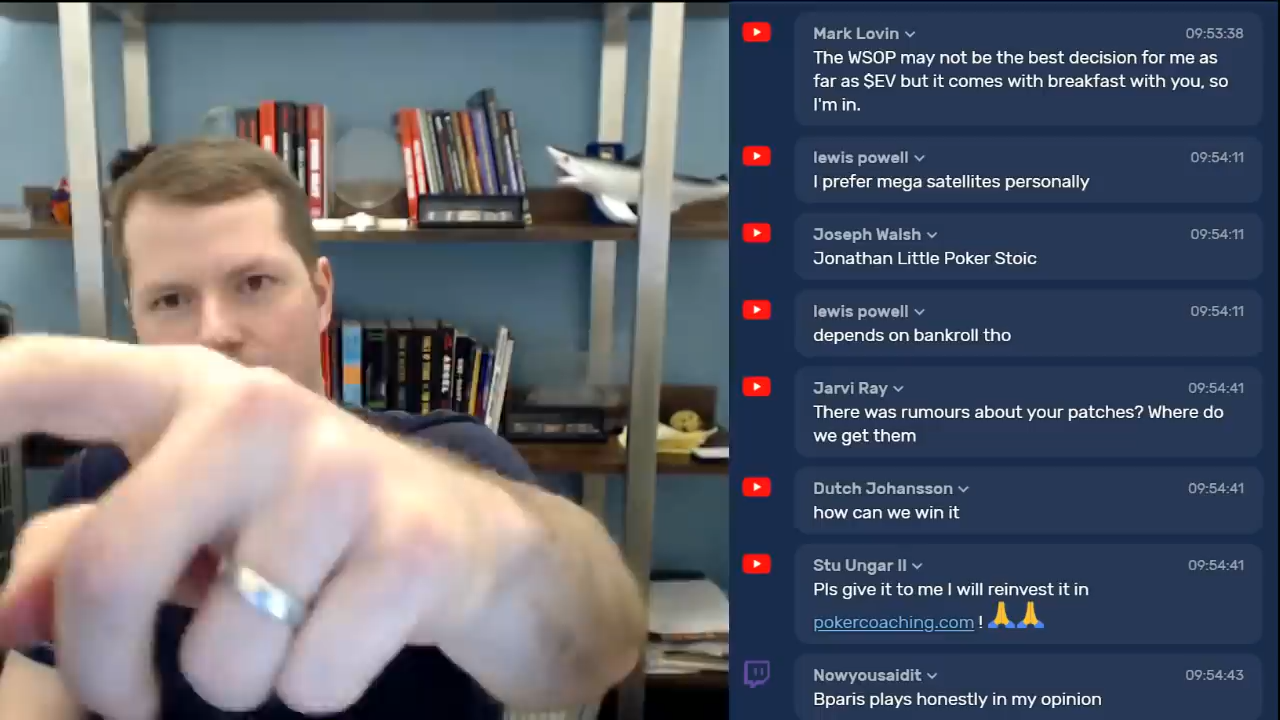 Mark Lovin 09:53:38
The WSOP may not be the best decision for me as
far as $EV but it comes with breakfast with you, so
I'm in.
lewis powell 09:54:11
I prefer mega satellites personally
Joseph Walsh 09:54:11
Jonathan Little Poker Stoic
lewis powell 09:54:11
depends on bankroll tho
Jarvi Ray 09:54:41
There was rumours about your patches? Where do
we get them
Dutch Johansson 09:54:41
how can we win it
Stu Ungar II 09:54:41
Pls give it to me I will reinvest it in
pokercoaching.com ! 🙏🙏
Nowyousaidit 09:54:43
Bparis plays honestly in my opinion